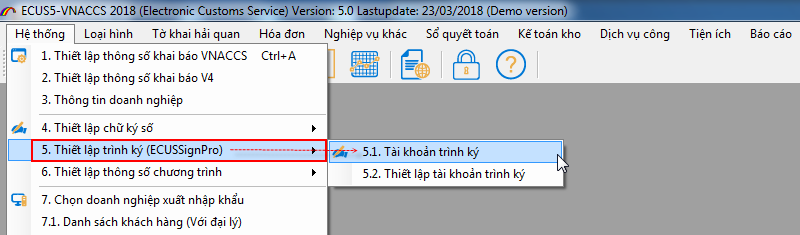 ECUS5-VNACCS 2018 (Electronic Customs Service) Version: 5.0 Lastupdate: 23/03/2018 (Demo version)
Hệ thống Loại hình Tờ khai hải quan Hóa đơn Nghiệp vụ khác Sổ quyết toán Kế toán kho Dịch vụ công Tiện ích Báo cáo
1. Thiết lập thông số khai báo VNACCS Ctrl+A
2. Thiết lập thông số khai báo V4
3. Thông tin doanh nghiệp
4. Thiết lập chữ ký số
5. Thiết lập trình ký (ECUSSignPro)
5.1. Tài khoản trình ký
6. Thiết lập thông số chương trình
5.2. Thiết lập tài khoản trình ký
7. Chọn doanh nghiệp xuất nhập khẩu
7.1. Danh sách khách hàng (Với đại lý)